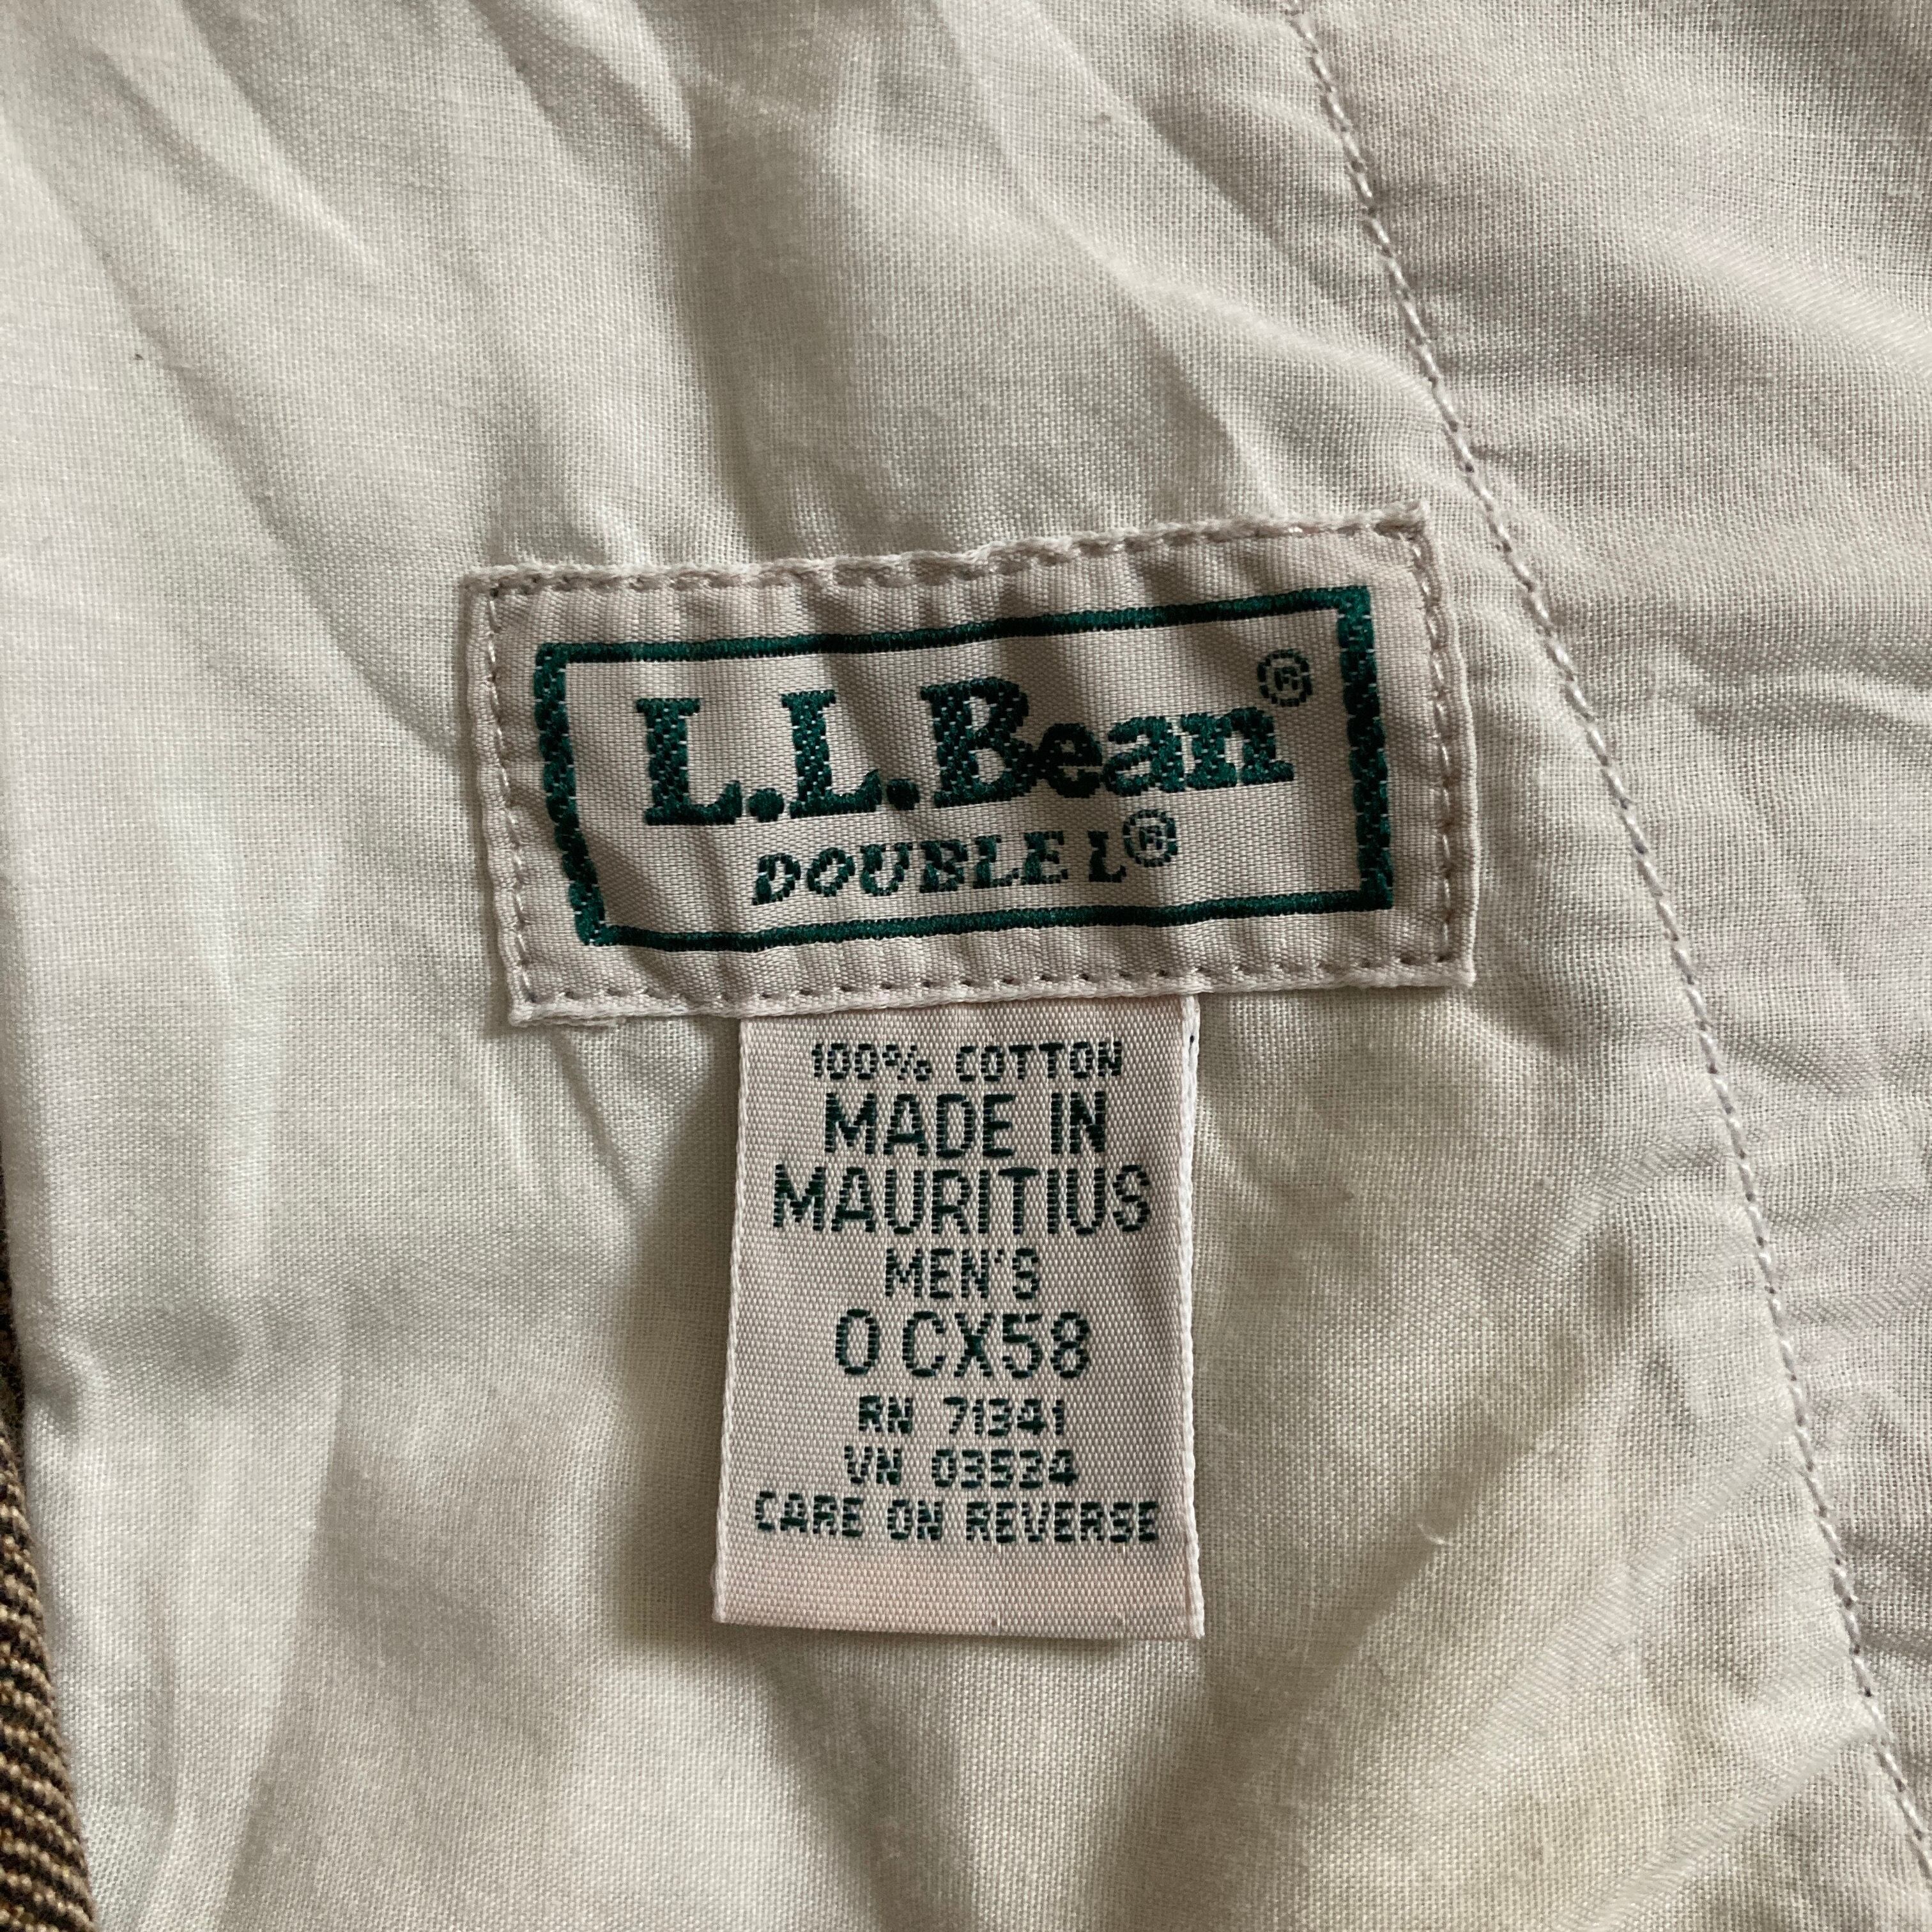 L.L.Bean®
DOUBLE L®
100% COTTON
MADE IN
MAURITIUS
MEN'S
0 CX58
RN 71341
VN 03534
CARE ON REVERSE